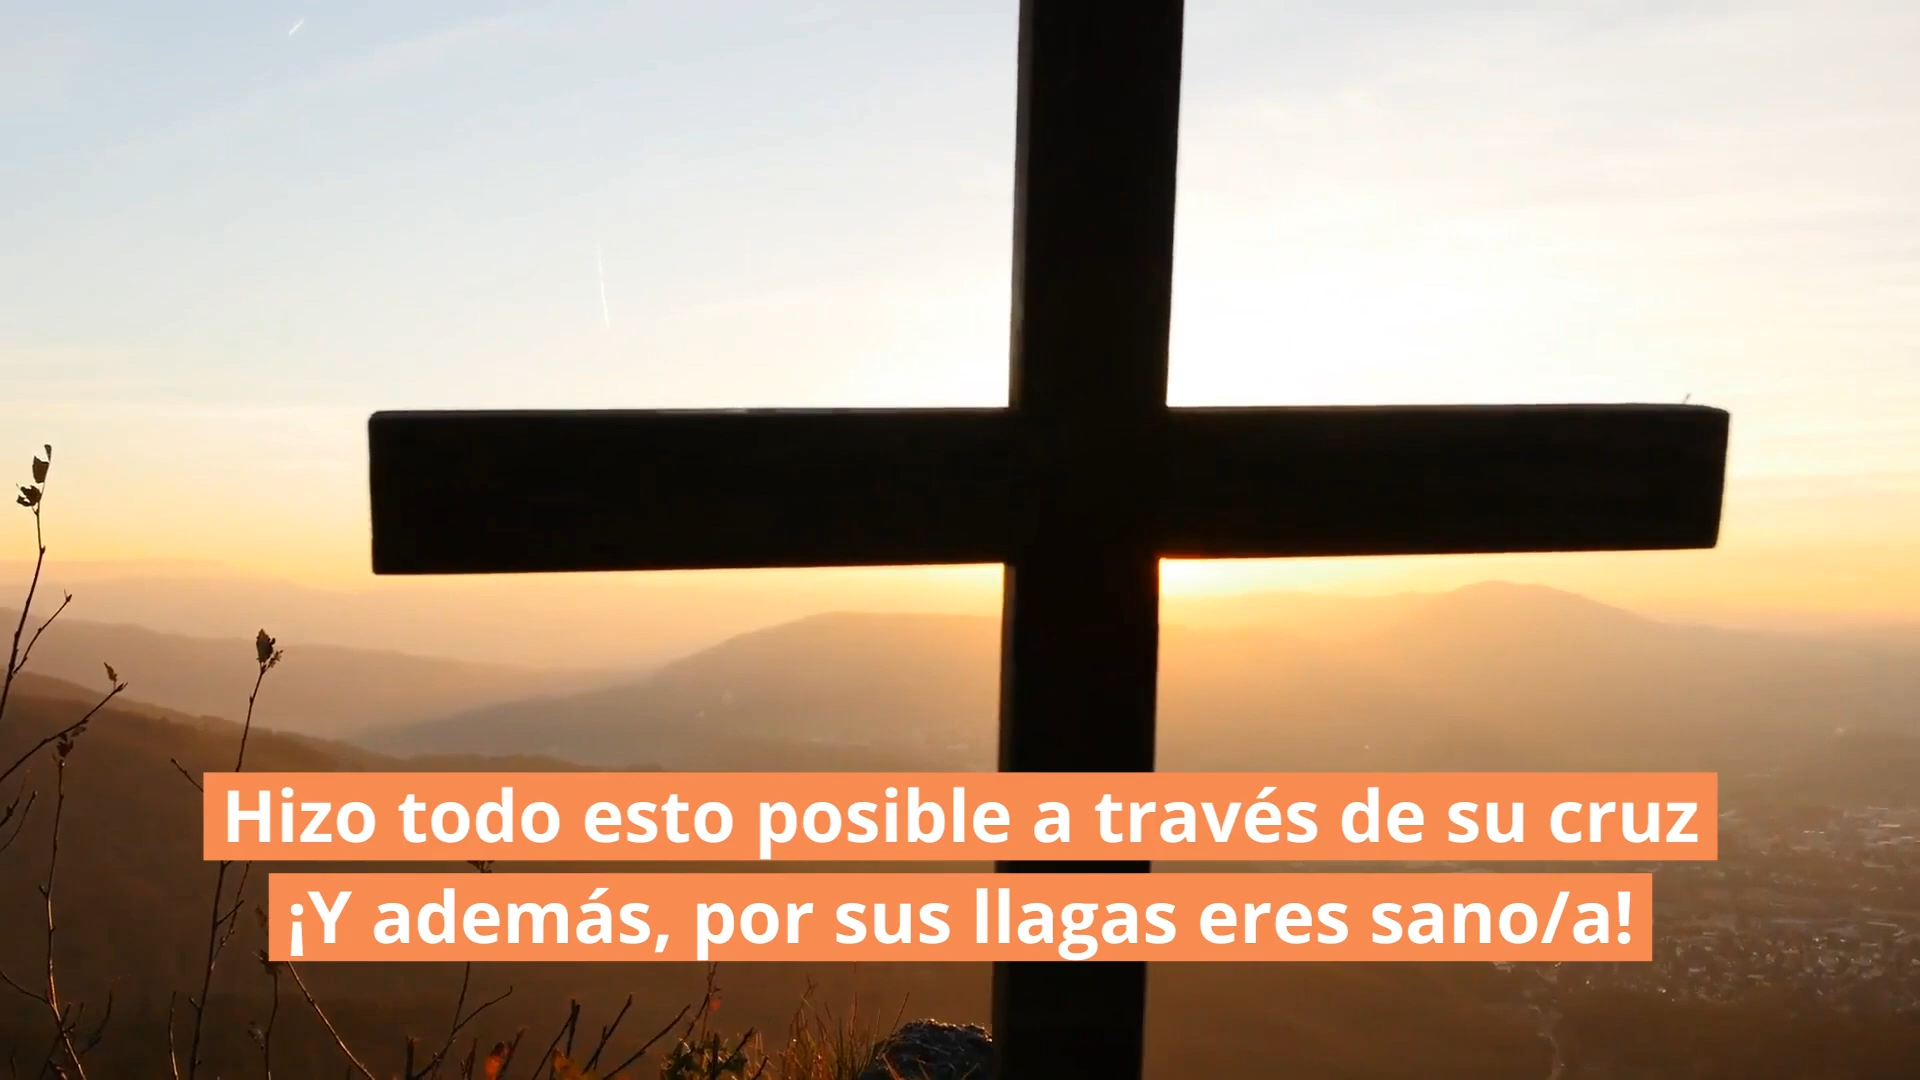 Hizo todo esto posible a través de su cruz
¡Y además, por sus llagas eres sano/a!